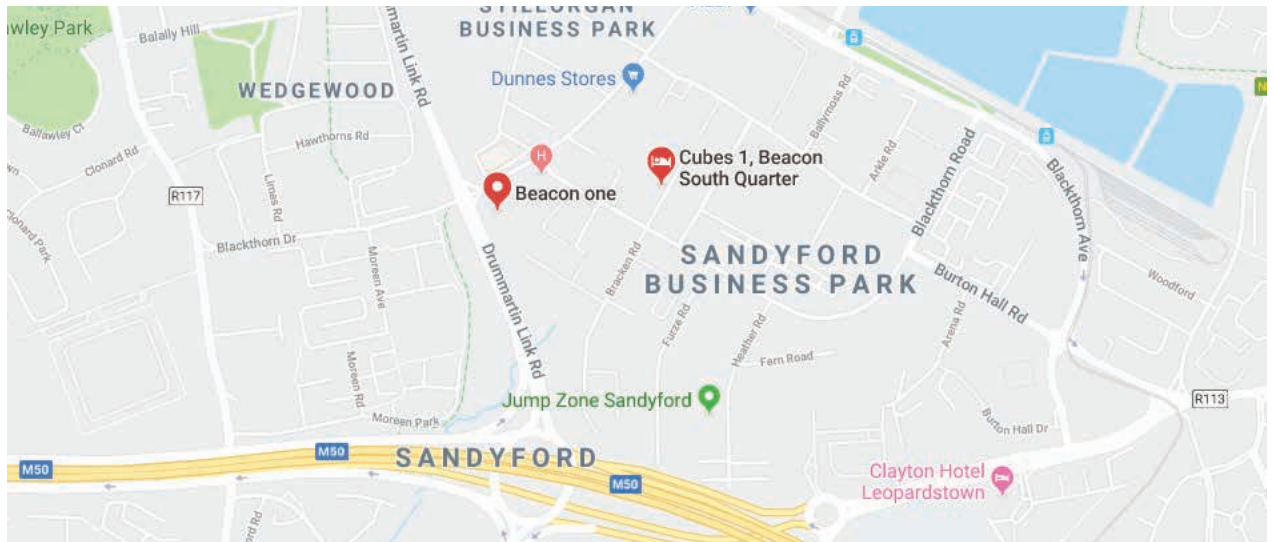 STILLORGAN
BUSINESS PARK
Balally Hill
WEDGEWOOD
Dunnes Stores
Drummartin Link Rd
Hawthorns Rd
Ballawley Ct
Clonard Rd
R117
Limes Rd
H
Beacon one
Cubes 1, Beacon
South Quarter
Ballymoss Rd
Arkle Rd
Blackthorn Road
Blackthorn Ave
Clonard Park
Blackthorn Dr
Moreen Ave
Drummartin Link Rd
Bracken Rd
SANDYFORD
BUSINESS PARK
Burton Hall Rd
Woodford
Furze Rd
Heather Rd
Arena Rd
Fern Road
Moreen Rd
Moreen Park
Jump Zone Sandyford
R113
Burton Hall Dr
M50
M50
SANDYFORD
M50
Clayton Hotel
Leopardstown